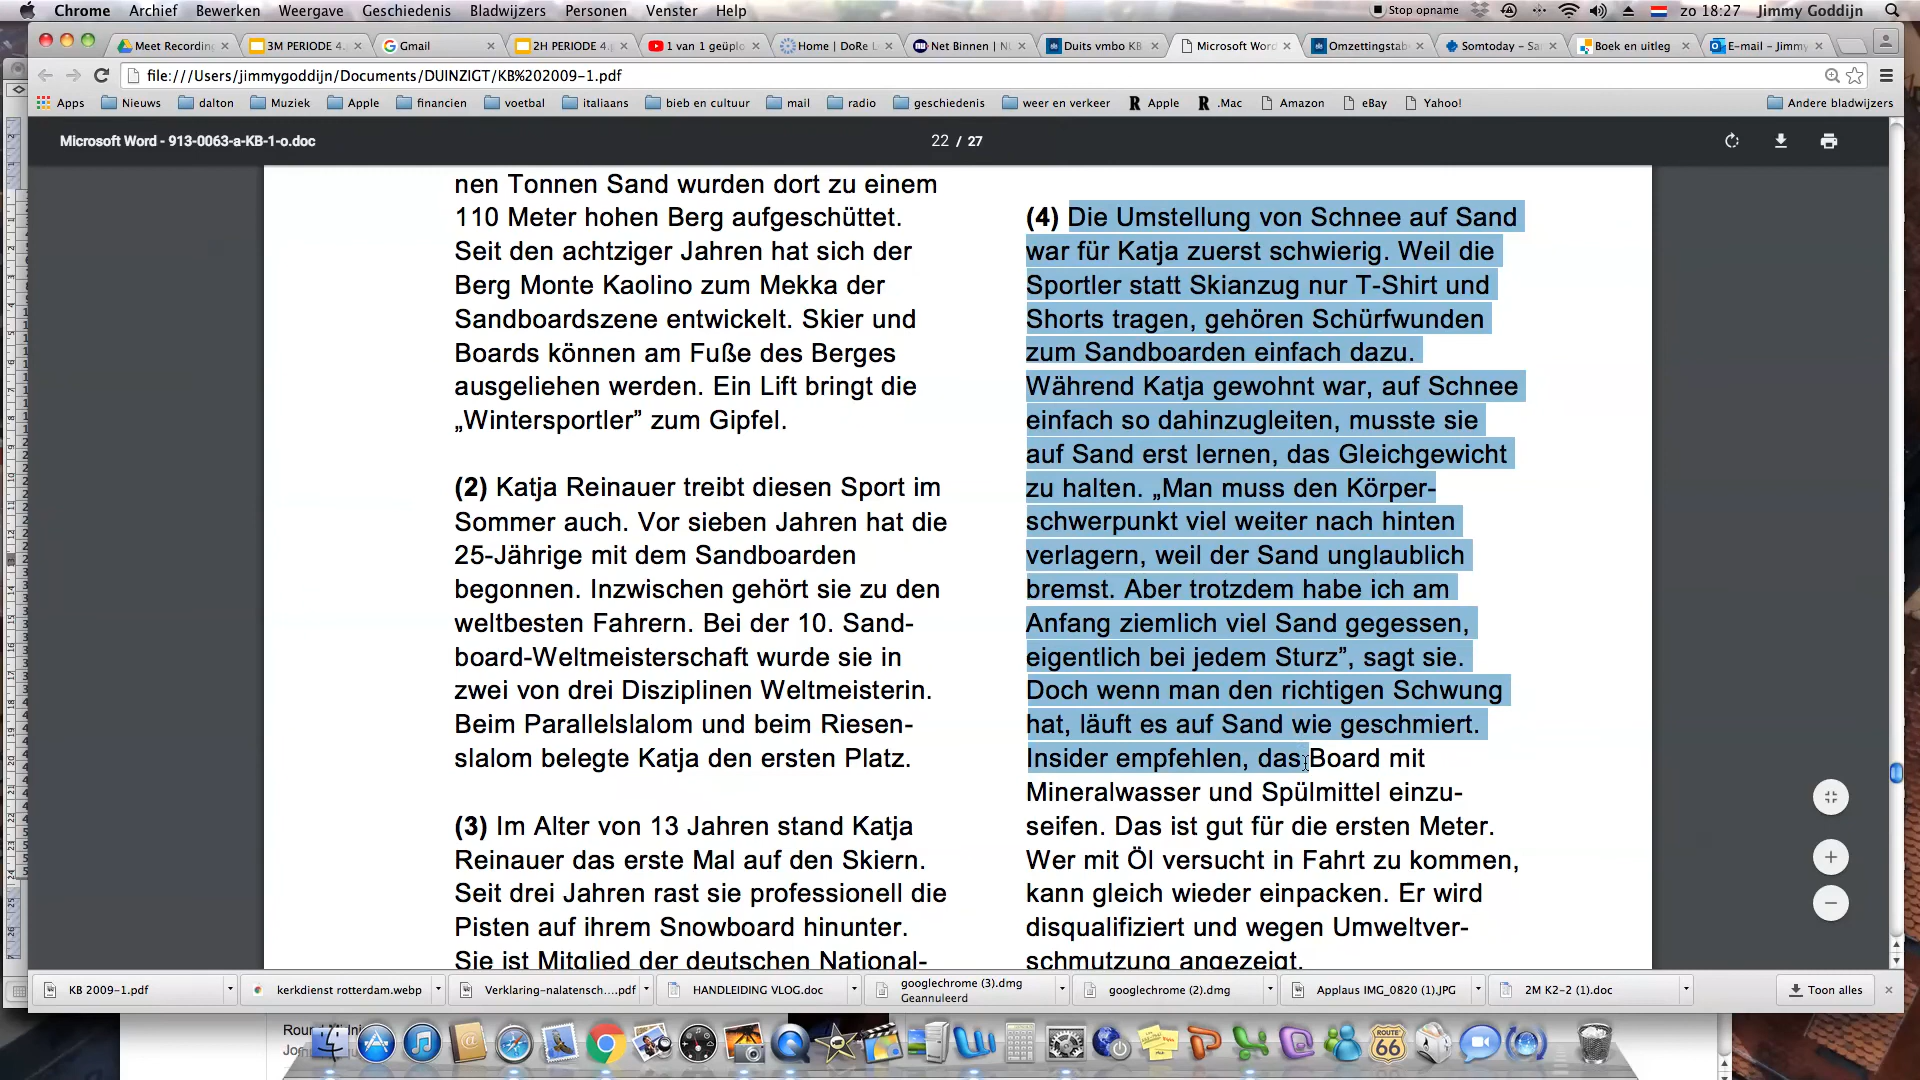 Chrome Archief Bewerken Weergave Geschiedenis Bladwijzers Personen Venster Help Stop opname zo 18:27 Jimmy Goddijn
Meet Recording 3M PERIODE 4. Gmail 2H PERIODE 4. 1 van 1 geüplo Home | DoRe L Net Binnen | N Duits vmbo KB Microsoft Word Omzettingstab Somtoday - Sa Boek en uitleg E-mail - Jimmy
file:///Users/jimmygoddijn/Documents/DUINZIGT/KB%202009-1.pdf
Apps Nieuws dalton Muziek Apple financien voetbal italiaans bieb en cultuur mail radio geschiedenis weer en verkeer Apple .Mac Amazon eBay Yahoo! Andere bladwijzers
Microsoft Word - 913-0063-a-KB-1-o.doc 22 / 27
nen Tonnen Sand wurden dort zu einem
110 Meter hohen Berg aufgeschüttet.
Seit den achtziger Jahren hat sich der
Berg Monte Kaolino zum Mekka der
Sandboardszene entwickelt. Skier und
Boards können am Fuße des Berges
ausgeliehen werden. Ein Lift bringt die
„Wintersportler” zum Gipfel.
(2) Katja Reinauer treibt diesen Sport im
Sommer auch. Vor sieben Jahren hat die
25-Jährige mit dem Sandboarden
begonnen. Inzwischen gehört sie zu den
weltbesten Fahrern. Bei der 10. Sand-
board-Weltmeisterschaft wurde sie in
zwei von drei Disziplinen Weltmeisterin.
Beim Parallelslalom und beim Riesen-
slalom belegte Katja den ersten Platz.
(3) Im Alter von 13 Jahren stand Katja
Reinauer das erste Mal auf den Skiern.
Seit drei Jahren rast sie professionell die
Pisten auf ihrem Snowboard hinunter.
Sie ist Mitglied der deutschen National-
(4) Die Umstellung von Schnee auf Sand
war für Katja zuerst schwierig. Weil die
Sportler statt Skianzug nur T-Shirt und
Shorts tragen, gehören Schürfwunden
zum Sandboarden einfach dazu.
Während Katja gewohnt war, auf Schnee
einfach so dahinzugleiten, musste sie
auf Sand erst lernen, das Gleichgewicht
zu halten. „Man muss den Körper-
schwerpunkt viel weiter nach hinten
verlagern, weil der Sand unglaublich
bremst. Aber trotzdem habe ich am
Anfang ziemlich viel Sand gegessen,
eigentlich bei jedem Sturz”, sagt sie.
Doch wenn man den richtigen Schwung
hat, läuft es auf Sand wie geschmiert.
Insider empfehlen, das Board mit
Mineralwasser und Spülmittel einzu-
seifen. Das ist gut für die ersten Meter.
Wer mit Öl versucht in Fahrt zu kommen,
kann gleich wieder einpacken. Er wird
disqualifiziert und wegen Umweltver-
schmutzung angezeigt.
KB 2009-1.pdf kerkdienst rotterdam.webp Verklaring-nalatensch....pdf HANDLEIDING VLOG.doc googlechrome (3).dmg googlechrome (2).dmg Applaus IMG_0820 (1).JPG 2M K2-2 (1).doc Toon alles
Geannuleerd
ROUTE
66